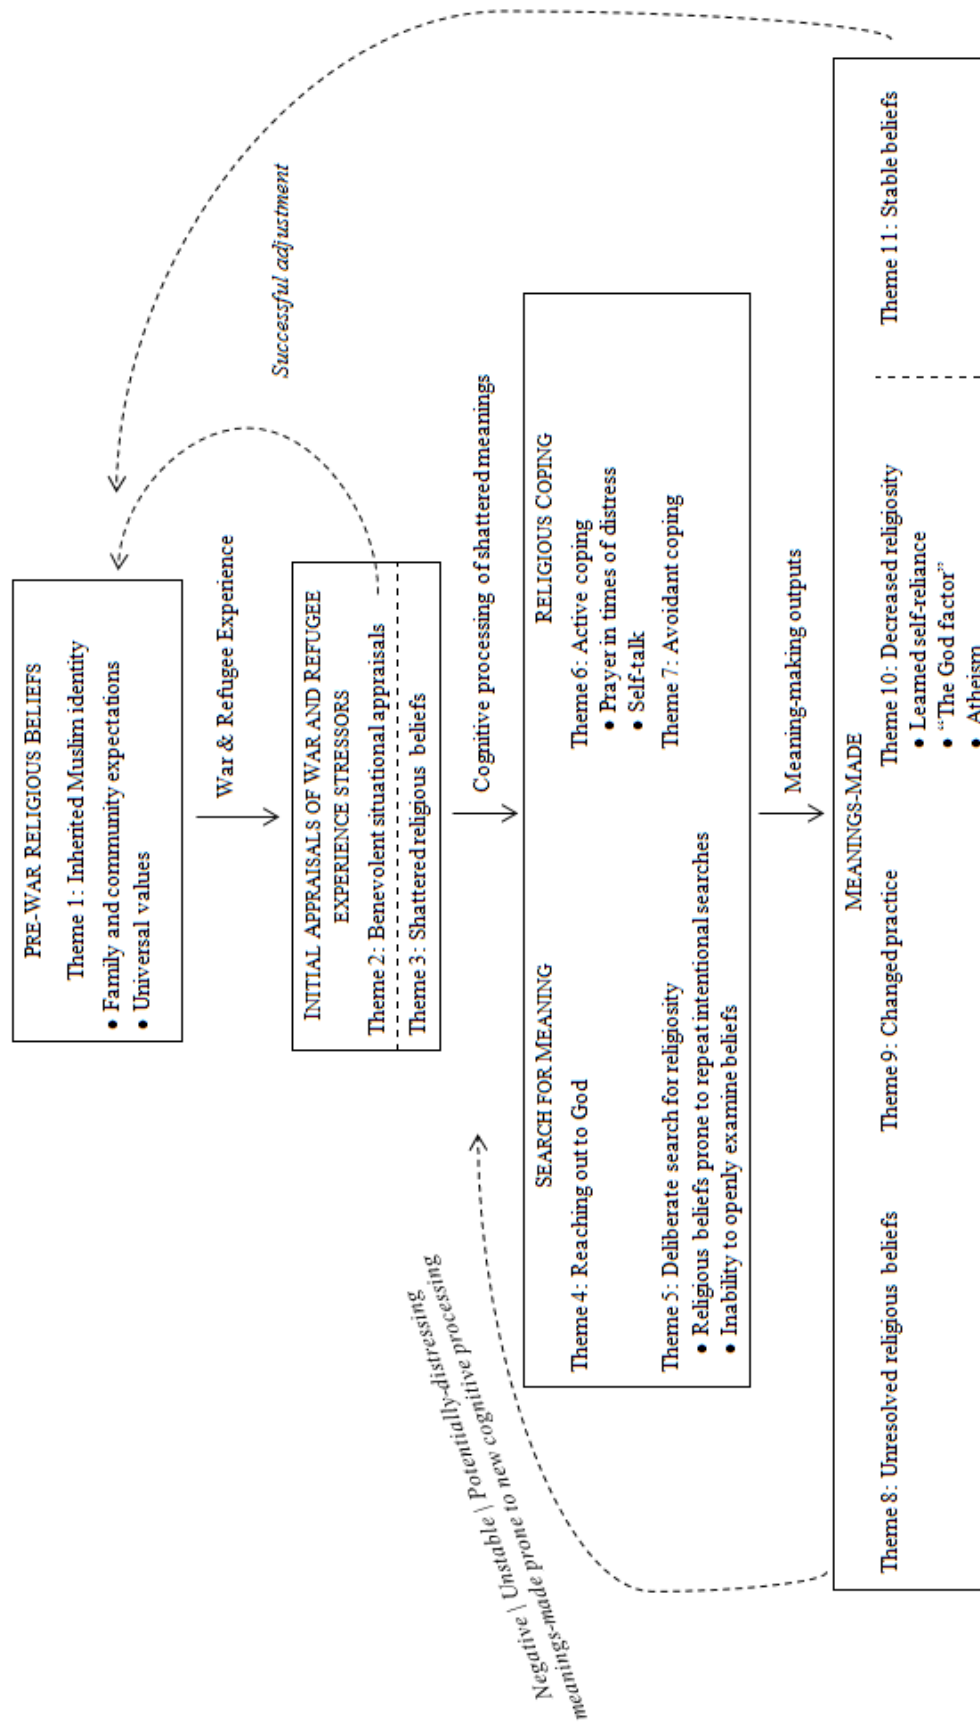 PRE-WAR RELIGIOUS BELIEFS
Theme 1: Inherited Muslim identity
• Family and community expectations
• Universal values
War & Refugee Experience
INITIAL APPRAISALS OF WAR AND REFUGEE
EXPERIENCE STRESSORS
Theme 2: Benevolent situational appraisals
Theme 3: Shattered religious beliefs
Successful adjustment
Cognitive processing of shattered meanings
Negative \ Unstable \ Potentially-distressing
meanings-made prone to new cognitive processing
SEARCH FOR MEANING
Theme 4: Reaching out to God
Theme 5: Deliberate search for religiosity
• Religious beliefs prone to repeat intentional searches
• Inability to openly examine beliefs
RELIGIOUS COPING
Theme 6: Active coping
• Prayer in times of distress
• Self-talk
Theme 7: Avoidant coping
Meaning-making outputs
MEANINGS-MADE
Theme 8: Unresolved religious beliefs
Theme 9: Changed practice
Theme 10: Decreased religiosity
• Learned self-reliance
• “The God factor”
• Atheism
Theme 11: Stable beliefs